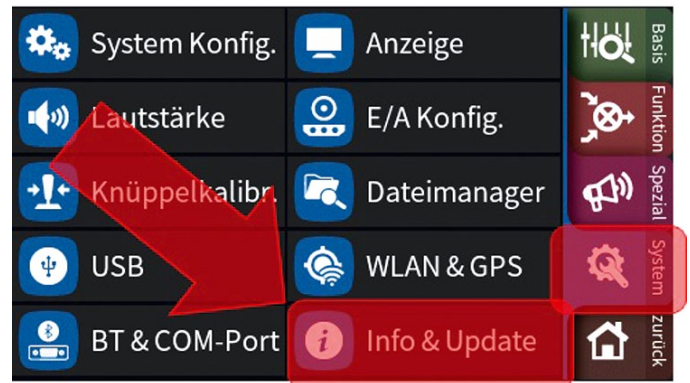 System Konfig.
Anzeige
Lautstärke
E/A Konfig.
Knüppelkalibr.
Dateimanager
USB
WLAN & GPS
BT & COM-Port
Info & Update
Basis
Funktion
Spezial
System
zurück